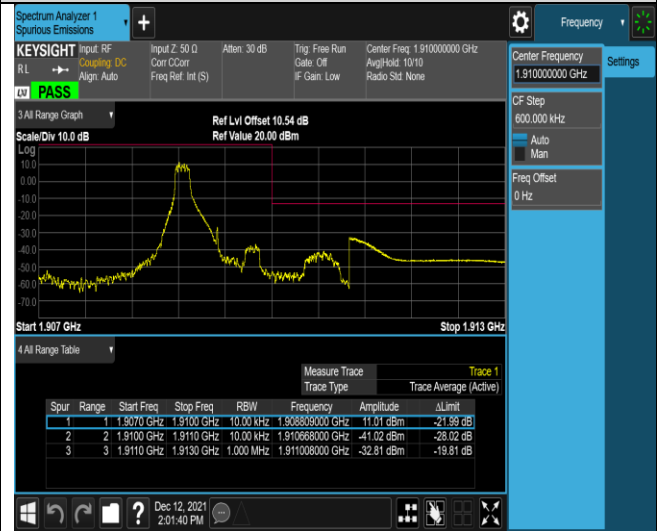 Spectrum Analyzer 1
Spurious Emissions
Frequency
KEYSIGHT
RL
Input: RF
Coupling: DC
Align: Auto
Input Z: 50 Ω
Corr CCorr
Freq Ref: Int (S)
Atten: 30 dB
Trig: Free Run
Gate: Off
IF Gain: Low
Center Freq: 1.910000000 GHz
Avg|Hold: 10/10
Radio Std: None
LXI PASS
Center Frequency
1.910000000 GHz
Settings
CF Step
600.000 kHz
Auto
Man
Freq Offset
0 Hz
3 All Range Graph
Scale/Div 10.0 dB
Ref Lvl Offset 10.54 dB
Ref Value 20.00 dBm
Log
10.0
0.00
-10.0
-20.0
-30.0
-40.0
-50.0
-60.0
-70.0
Start 1.907 GHz
Stop 1.913 GHz
4 All Range Table
Measure Trace Trace 1
Trace Type Trace Average (Active)
Spur Range Start Freq Stop Freq RBW Frequency Amplitude ΔLimit
1 1 1.9070 GHz 1.9100 GHz 10.00 kHz 1.908809000 GHz 11.01 dBm -21.99 dB
2 2 1.9100 GHz 1.9110 GHz 10.00 kHz 1.910668000 GHz -41.02 dBm -28.02 dB
3 3 1.9110 GHz 1.9130 GHz 1.000 MHz 1.911008000 GHz -32.81 dBm -19.81 dB
Dec 12, 2021
2:01:40 PM